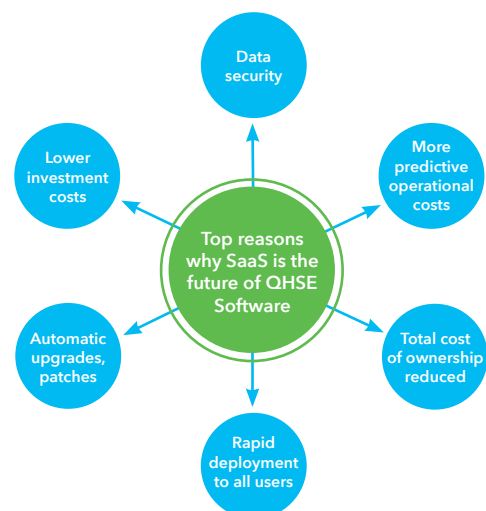 Data
security
Lower
investment
costs
More
predictive
operational
costs
Top reasons
why SaaS is the
future of QHSE
Software
Automatic
upgrades,
patches
Total cost
of ownership
reduced
Rapid
deployment
to all users